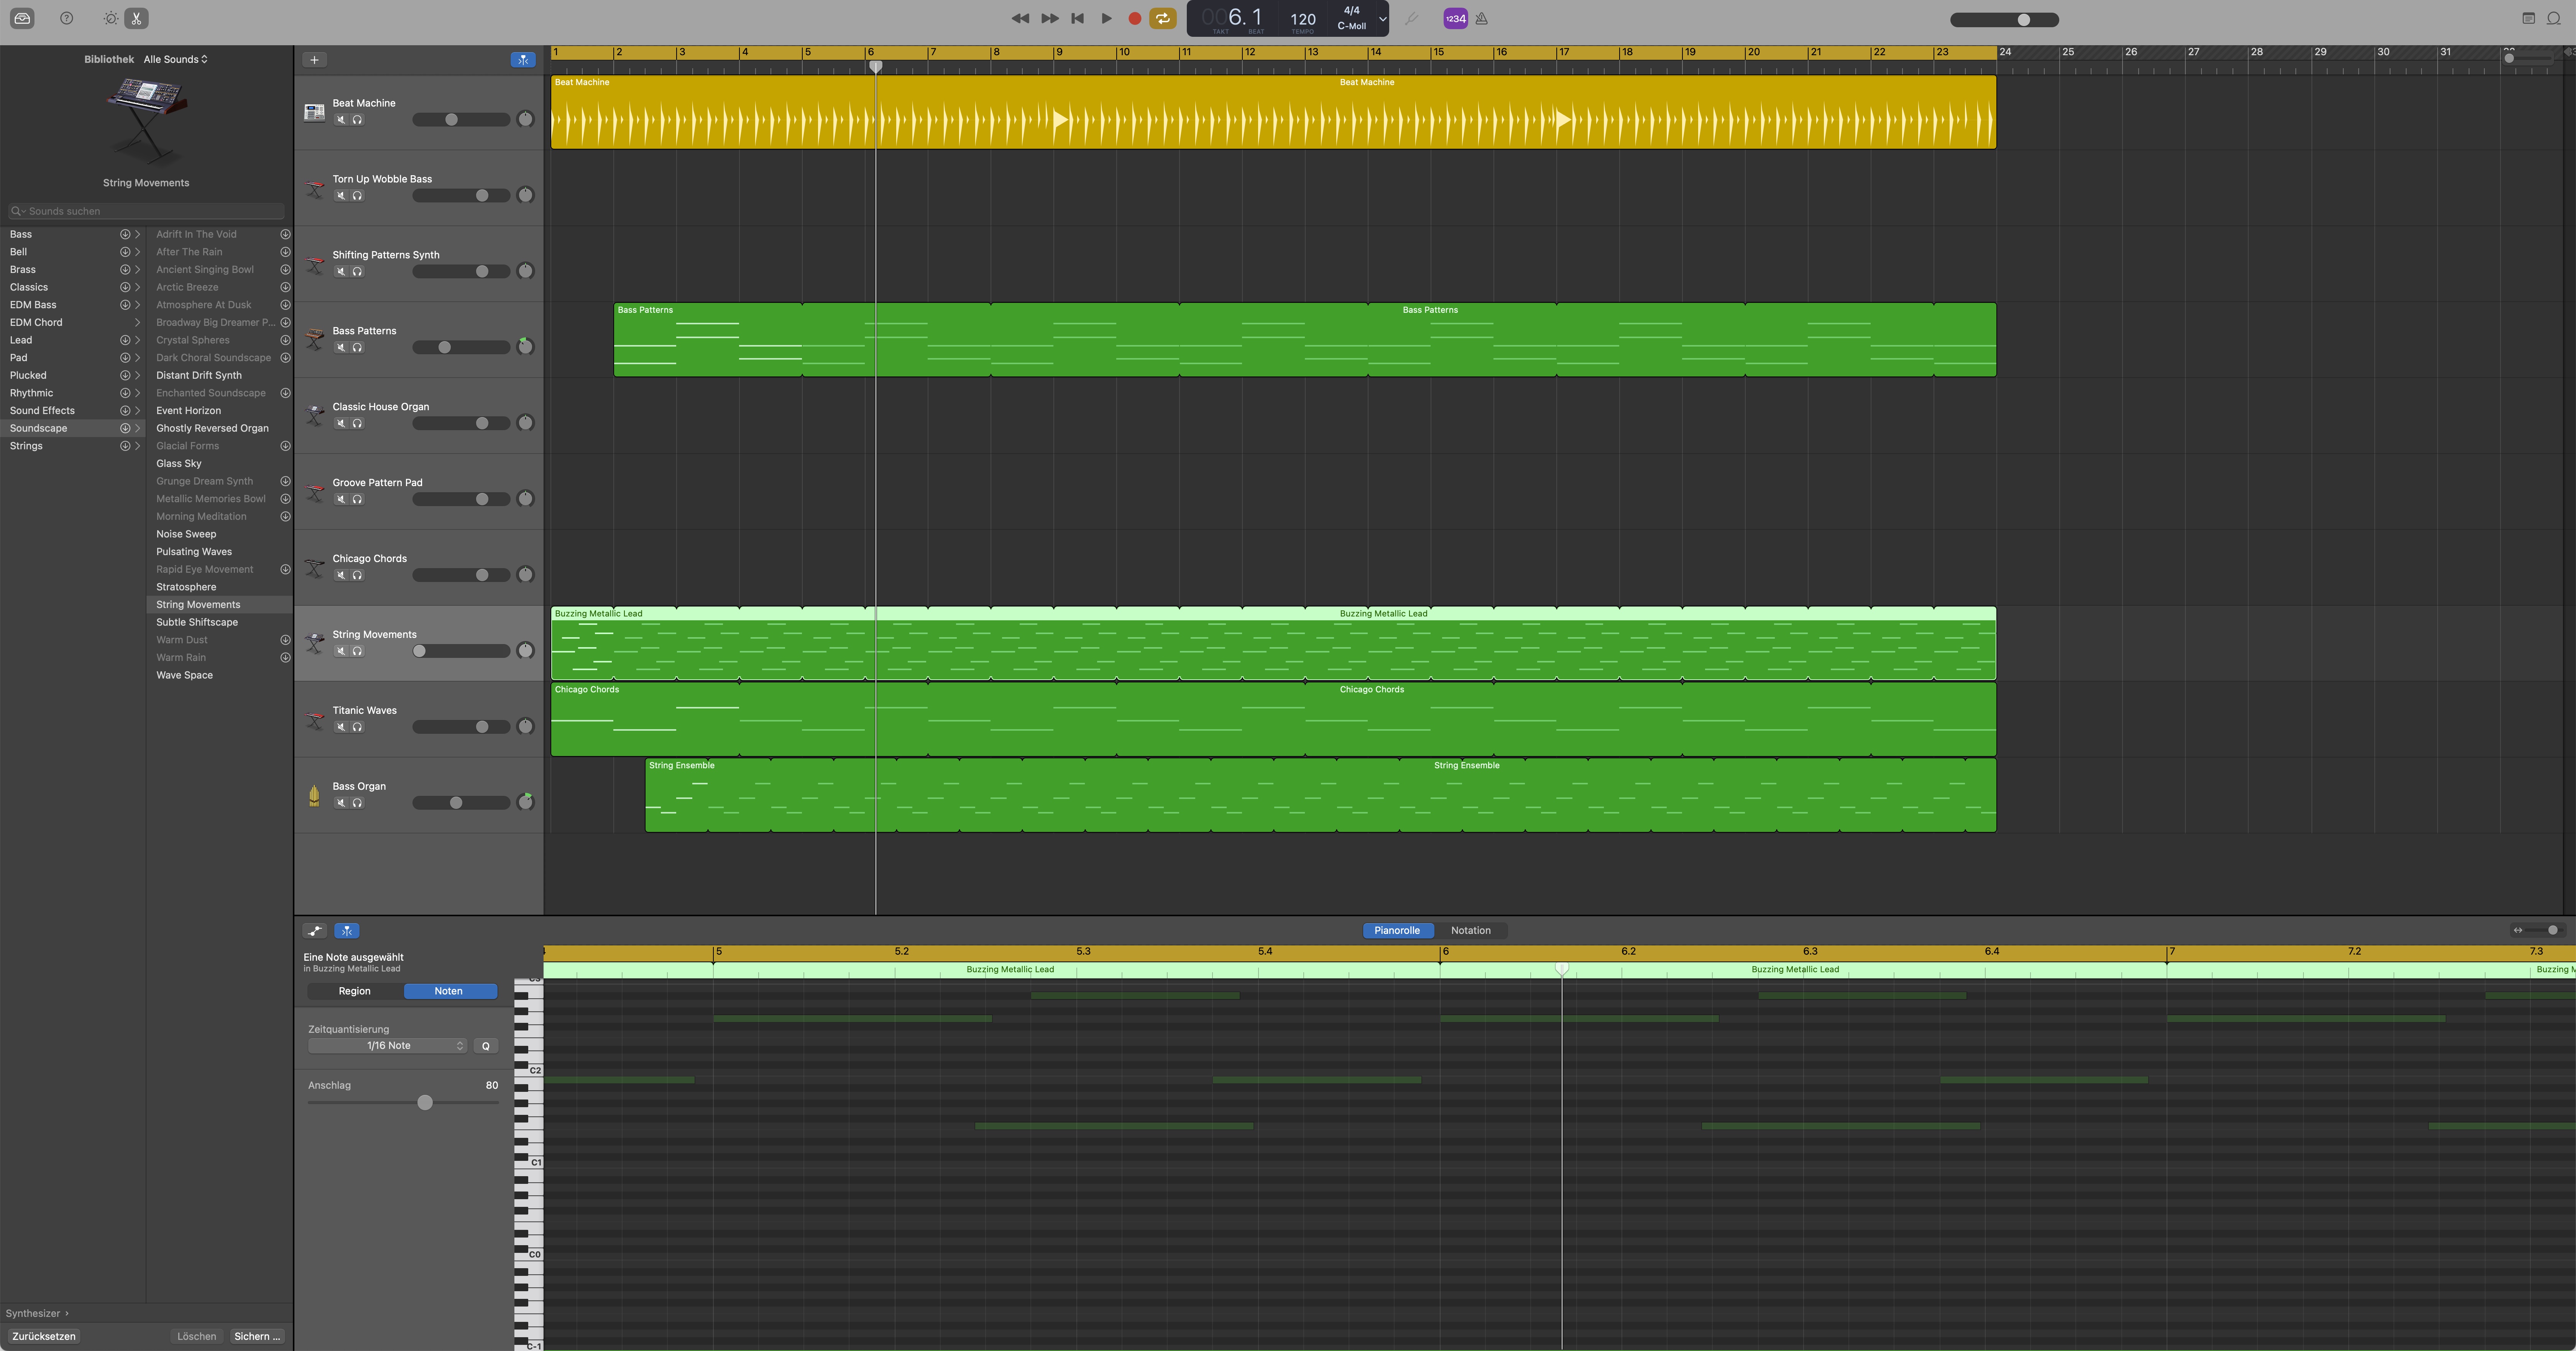 006. 1
TAKT BEAT
120
TEMPO
4/4
C-Moll
1234
Bibliothek Alle Sounds
String Movements
Sounds suchen
Bass
Bell
Brass
Classics
EDM Bass
EDM Chord
Lead
Pad
Plucked
Rhythmic
Sound Effects
Soundscape
Strings
Adrift In The Void
After The Rain
Ancient Singing Bowl
Arctic Breeze
Atmosphere At Dusk
Broadway Big Dreamer P...
Crystal Spheres
Dark Choral Soundscape
Distant Drift Synth
Enchanted Soundscape
Event Horizon
Ghostly Reversed Organ
Glacial Forms
Glass Sky
Grunge Dream Synth
Metallic Memories Bowl
Morning Meditation
Noise Sweep
Pulsating Waves
Rapid Eye Movement
Stratosphere
String Movements
Subtle Shiftscape
Warm Dust
Warm Rain
Wave Space
Synthesizer ›
Zurücksetzen Löschen Sichern ...
1 2 3 4 5 6 7 8 9 10 11 12 13 14 15 16 17 18 19 20 21 22 23 24 25 26 27 28 29 30 31
Beat Machine
Beat Machine Beat Machine
Torn Up Wobble Bass
Shifting Patterns Synth
Bass Patterns
Bass Patterns Bass Patterns
Classic House Organ
Groove Pattern Pad
Chicago Chords
String Movements
Buzzing Metallic Lead Buzzing Metallic Lead
Titanic Waves
Chicago Chords Chicago Chords
Bass Organ
String Ensemble String Ensemble
Pianorolle Notation
Eine Note ausgewählt
in Buzzing Metallic Lead
Region Noten
Zeitquantisierung
1/16 Note Q
Anschlag 80
5 5.2 5.3 5.4 6 6.2 6.3 6.4 7 7.2 7.3
Buzzing Metallic Lead Buzzing Metallic Lead Buzzing M
C2
C1
C0
C-1